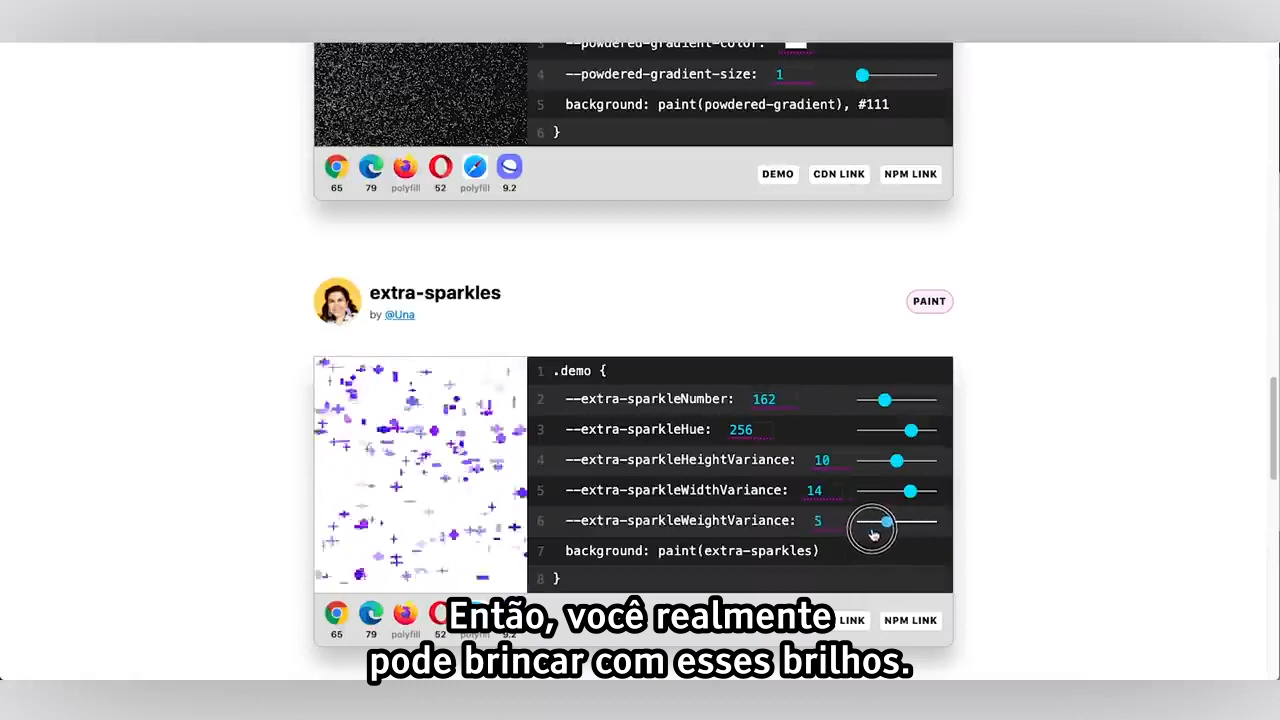 3 --powdered-gradient-color:
4 --powdered-gradient-size: 1
5 background: paint(powdered-gradient), #111
6 }
65 79 polyfill 52 polyfill 9.2
DEMO CDN LINK NPM LINK
extra-sparkles
by @Una
PAINT
1 .demo {
2 --extra-sparkleNumber: 162
3 --extra-sparkleHue: 256
4 --extra-sparkleHeightVariance: 10
5 --extra-sparkleWidthVariance: 14
6 --extra-sparkleWeightVariance: 5
7 background: paint(extra-sparkles)
8 }
65 79 polyfill 52 9.2
LINK NPM LINK
Então, você realmente
pode brincar com esses brilhos.